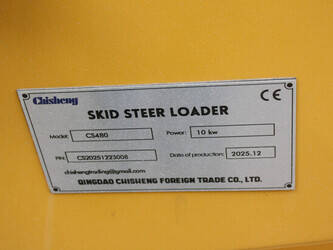 Chisheng CE
SKID STEER LOADER
Model: CS480 Power: 10 kw
PIN: CS20251223008 Date of production: 2025.12
chishengtrading@gmail.com
QINGDAO CHISHENG FOREIGN TRADE CO., LTD.